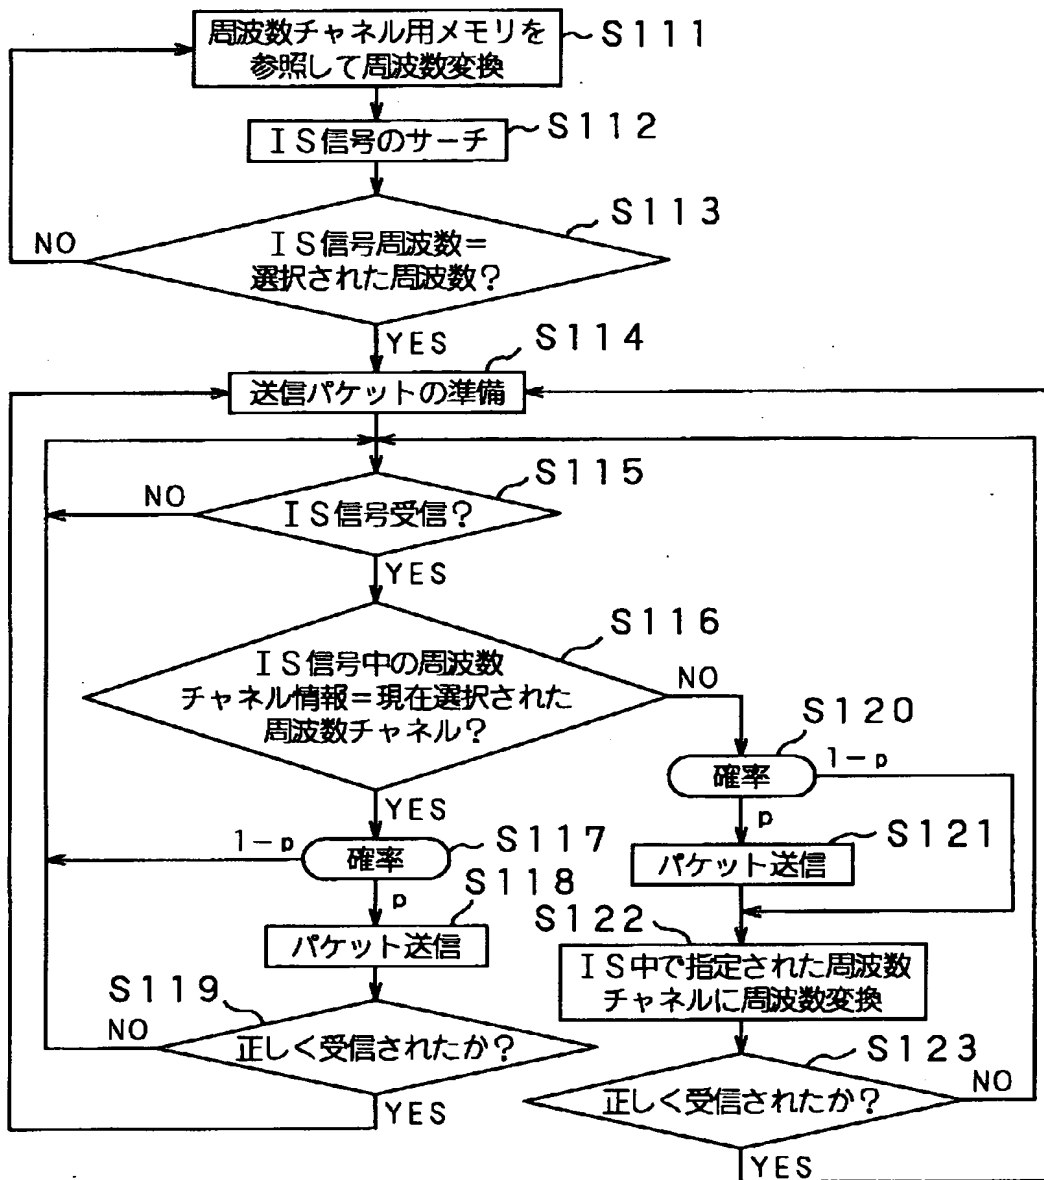 周波数チャネル用メモリを
参照して周波数変換
S111
IS信号のサーチ
S112
S113
NO
IS信号周波数=
選択された周波数?
YES
S114
送信パケットの準備
S115
NO
IS信号受信?
YES
S116
IS信号中の周波数
チャネル情報=現在選択された
周波数チャネル?
NO
S120
確率
1-p
YES
p
S117
1-p
確率
S121
パケット送信
p
S118
パケット送信
S122
IS中で指定された周波数
チャネルに周波数変換
S119
NO
正しく受信されたか?
YES
S123
正しく受信されたか?
NO
YES